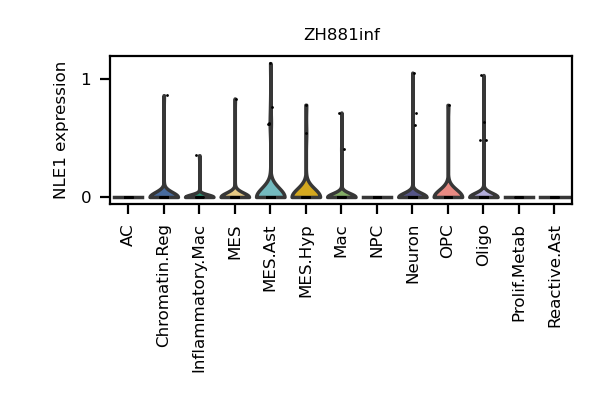 ZH881inf
NLE1 expression
1
0
AC
Chromatin.Reg
Inflammatory.Mac
MES
MES.Ast
MES.Hyp
Mac
NPC
Neuron
OPC
Oligo
Prolif.Metab
Reactive.Ast